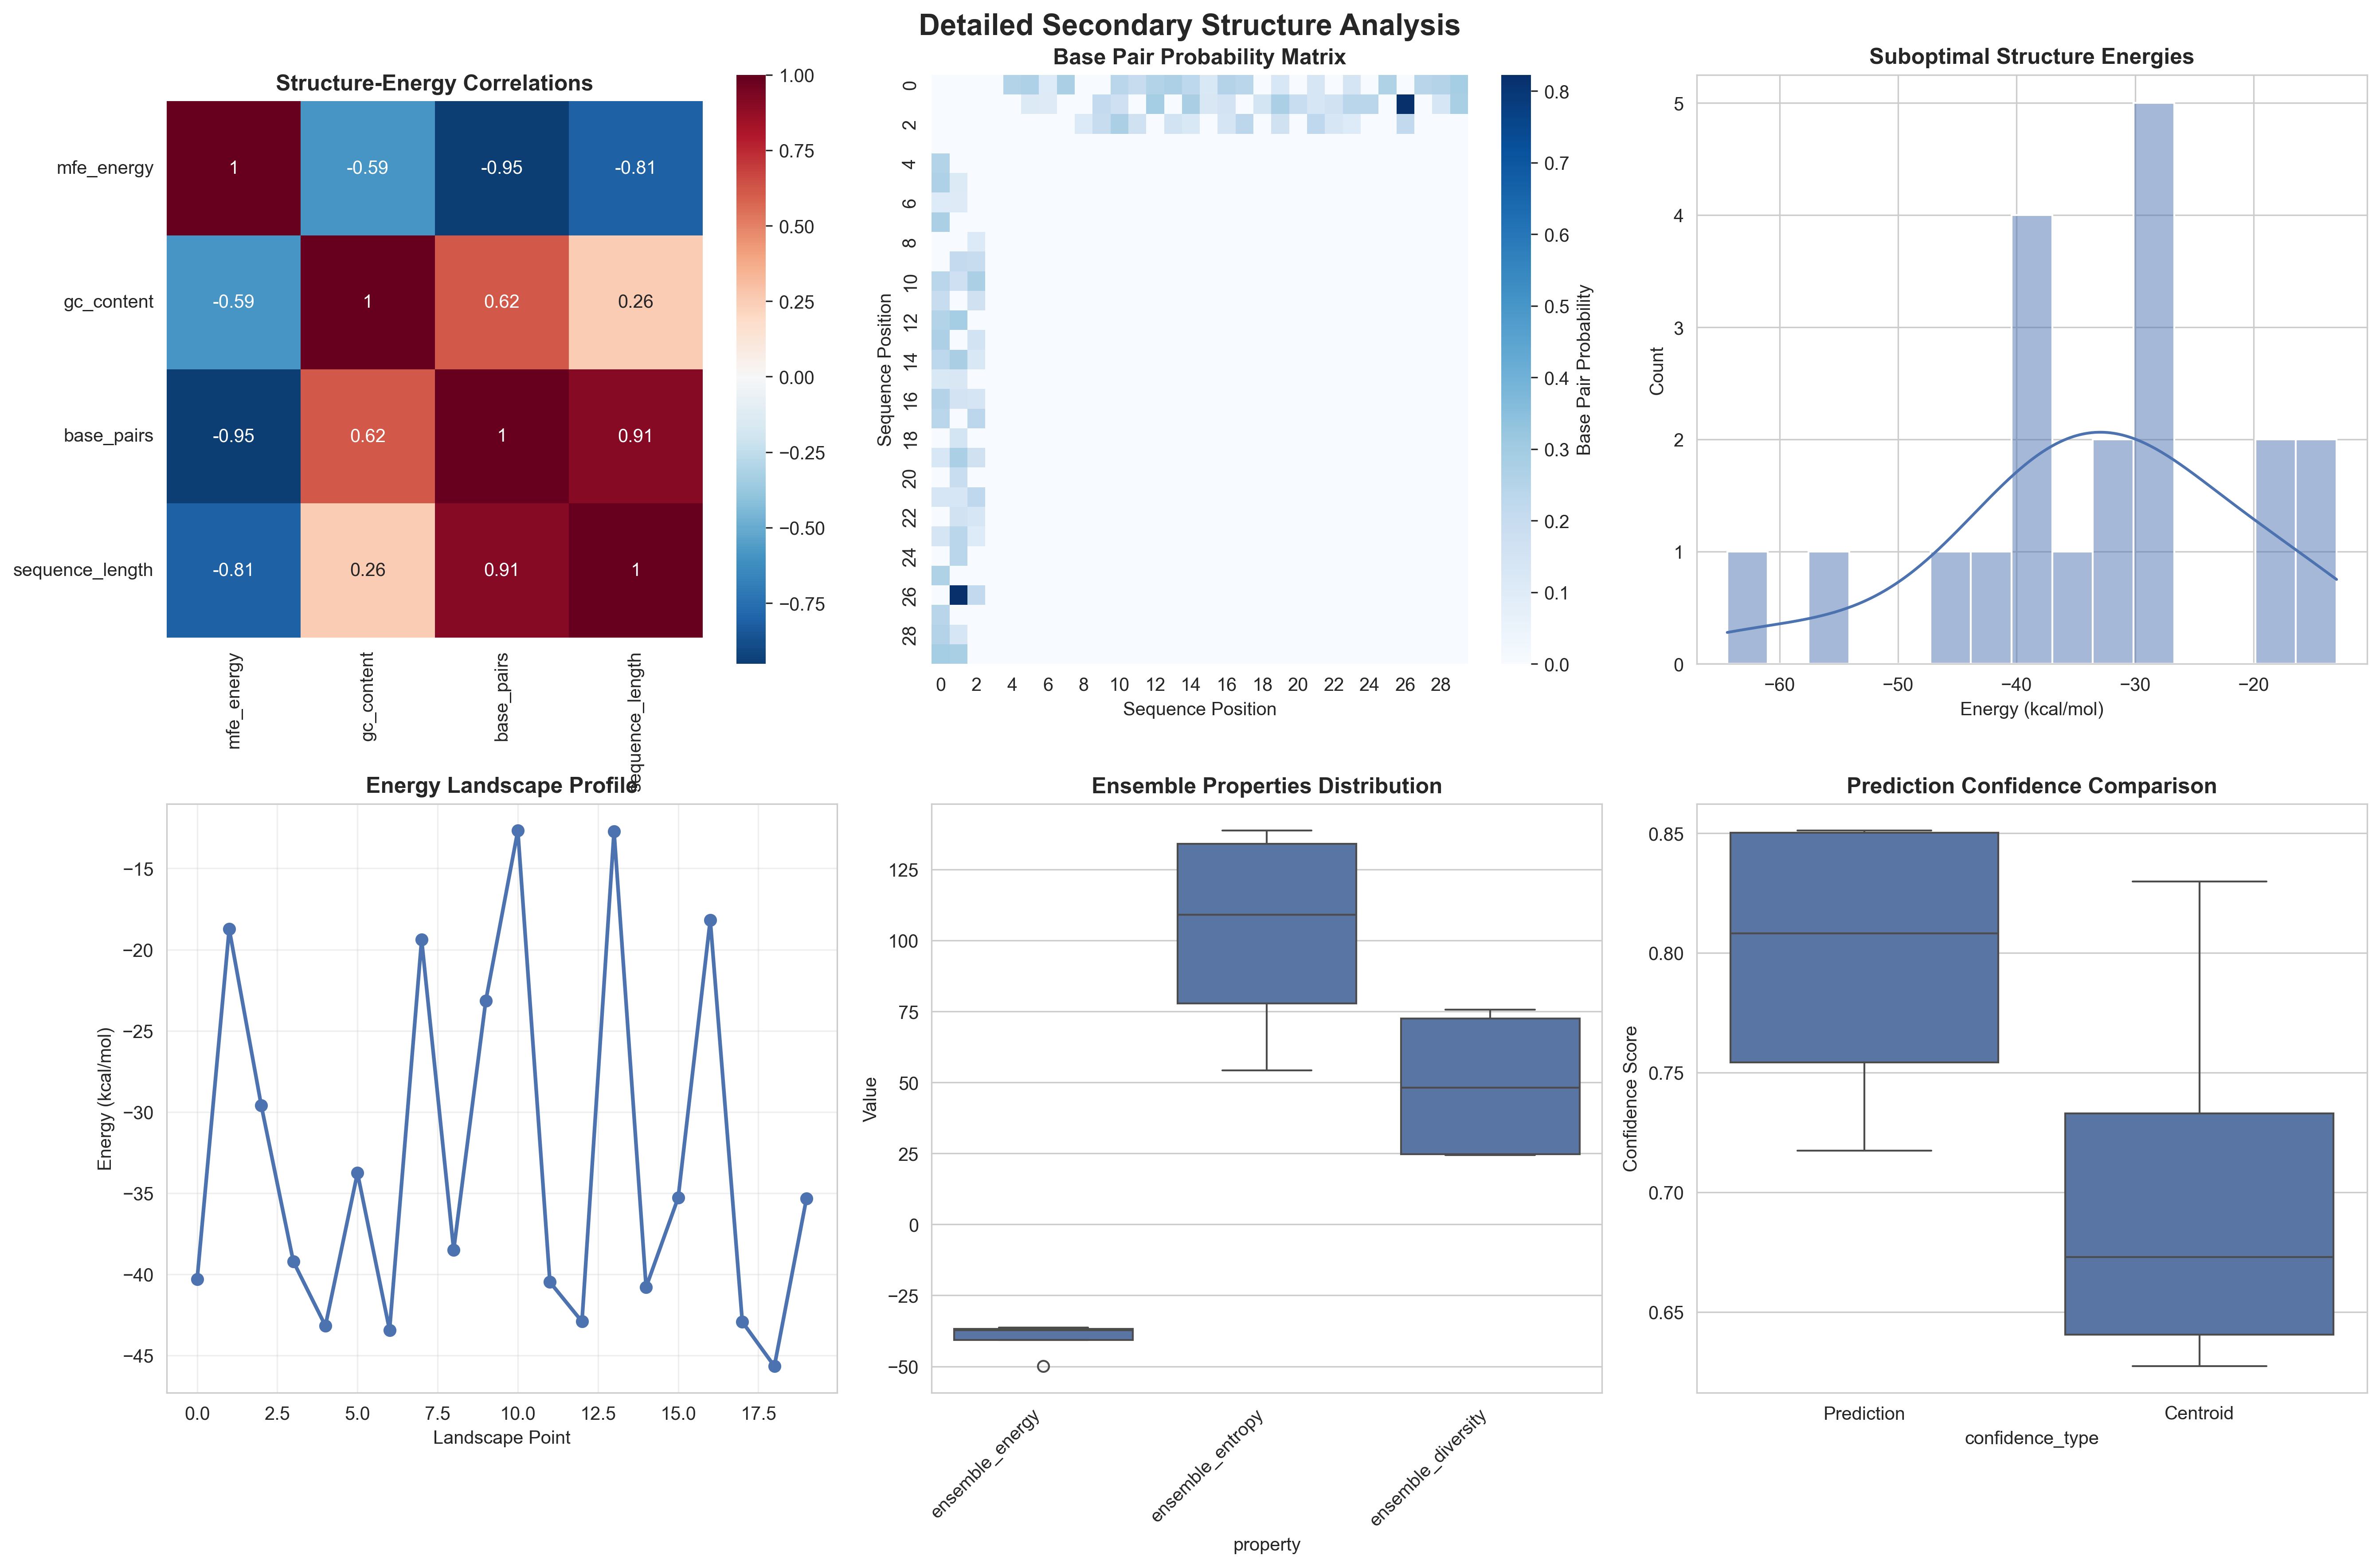 Detailed Secondary Structure Analysis
Structure-Energy Correlations
mfe_energy
gc_content
base_pairs
sequence_length
1 -0.59 -0.95 -0.81
-0.59 1 0.62 0.26
-0.95 0.62 1 0.91
-0.81 0.26 0.91 1
mfe_energy
gc_content
base_pairs
sequence_length
1.00
0.75
0.50
0.25
0.00
−0.25
−0.50
−0.75
Base Pair Probability Matrix
Sequence Position
0
2
4
6
8
10
12
14
16
18
20
22
24
26
28
0 2 4 6 8 10 12 14 16 18 20 22 24 26 28
Sequence Position
0.8
0.7
0.6
0.5
0.4
0.3
0.2
0.1
0.0
Base Pair Probability
Suboptimal Structure Energies
Count
5
4
3
2
1
0
−60 −50 −40 −30 −20
Energy (kcal/mol)
Energy Landscape Profile
Energy (kcal/mol)
−15
−20
−25
−30
−35
−40
−45
0.0 2.5 5.0 7.5 10.0 12.5 15.0 17.5
Landscape Point
Ensemble Properties Distribution
Value
125
100
75
50
25
0
−25
−50
ensemble_energy
ensemble_entropy
ensemble_diversity
property
Prediction Confidence Comparison
Confidence Score
0.85
0.80
0.75
0.70
0.65
Prediction Centroid
confidence_type